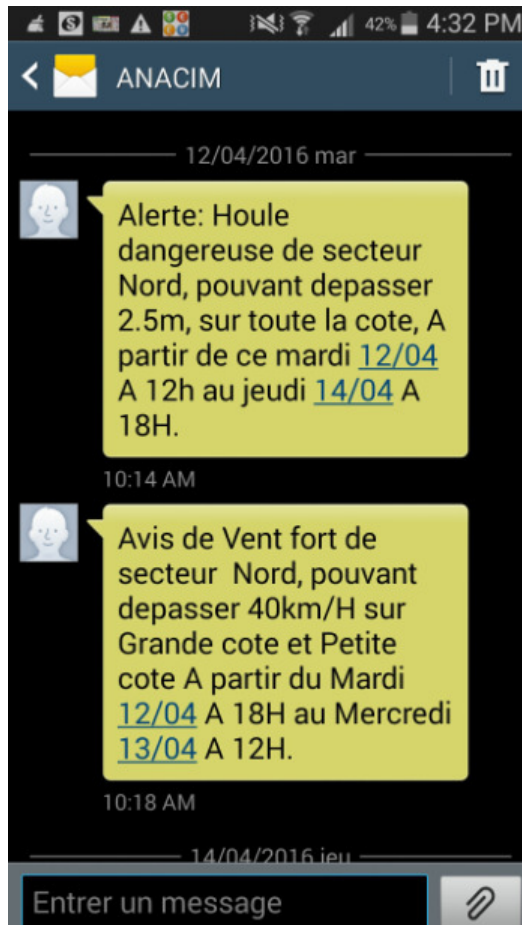 42% 4:32 PM
ANACIM
12/04/2016 mar
Alerte: Houle
dangereuse de secteur
Nord, pouvant depasser
2.5m, sur toute la cote, A
partir de ce mardi 12/04
A 12h au jeudi 14/04 A
18H.
10:14 AM
Avis de Vent fort de
secteur  Nord, pouvant
depasser 40km/H sur
Grande cote et Petite
cote A partir du Mardi
12/04 A 18H au Mercredi
13/04 A 12H.
10:18 AM
14/04/2016 jeu
Entrer un message